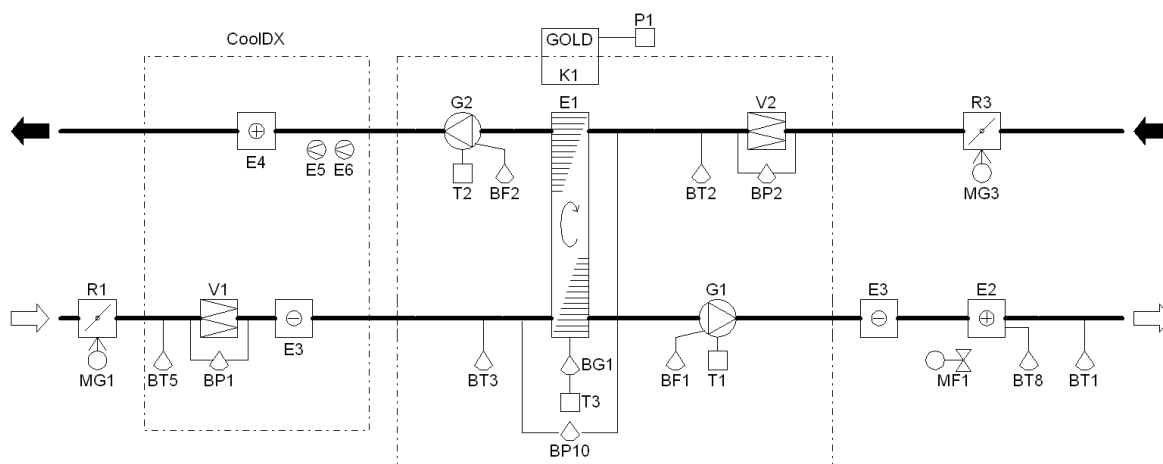 P1
CoolDX
GOLD
K1
G2
E1
V2
R3
E4
E5 E6
T2
BF2
BT2
BP2
MG3
R1
V1
G1
E3
E2
E3
BG1
MG1
BT5
BP1
BT3
BF1
T1
MF1
BT8
BT1
T3
BP10